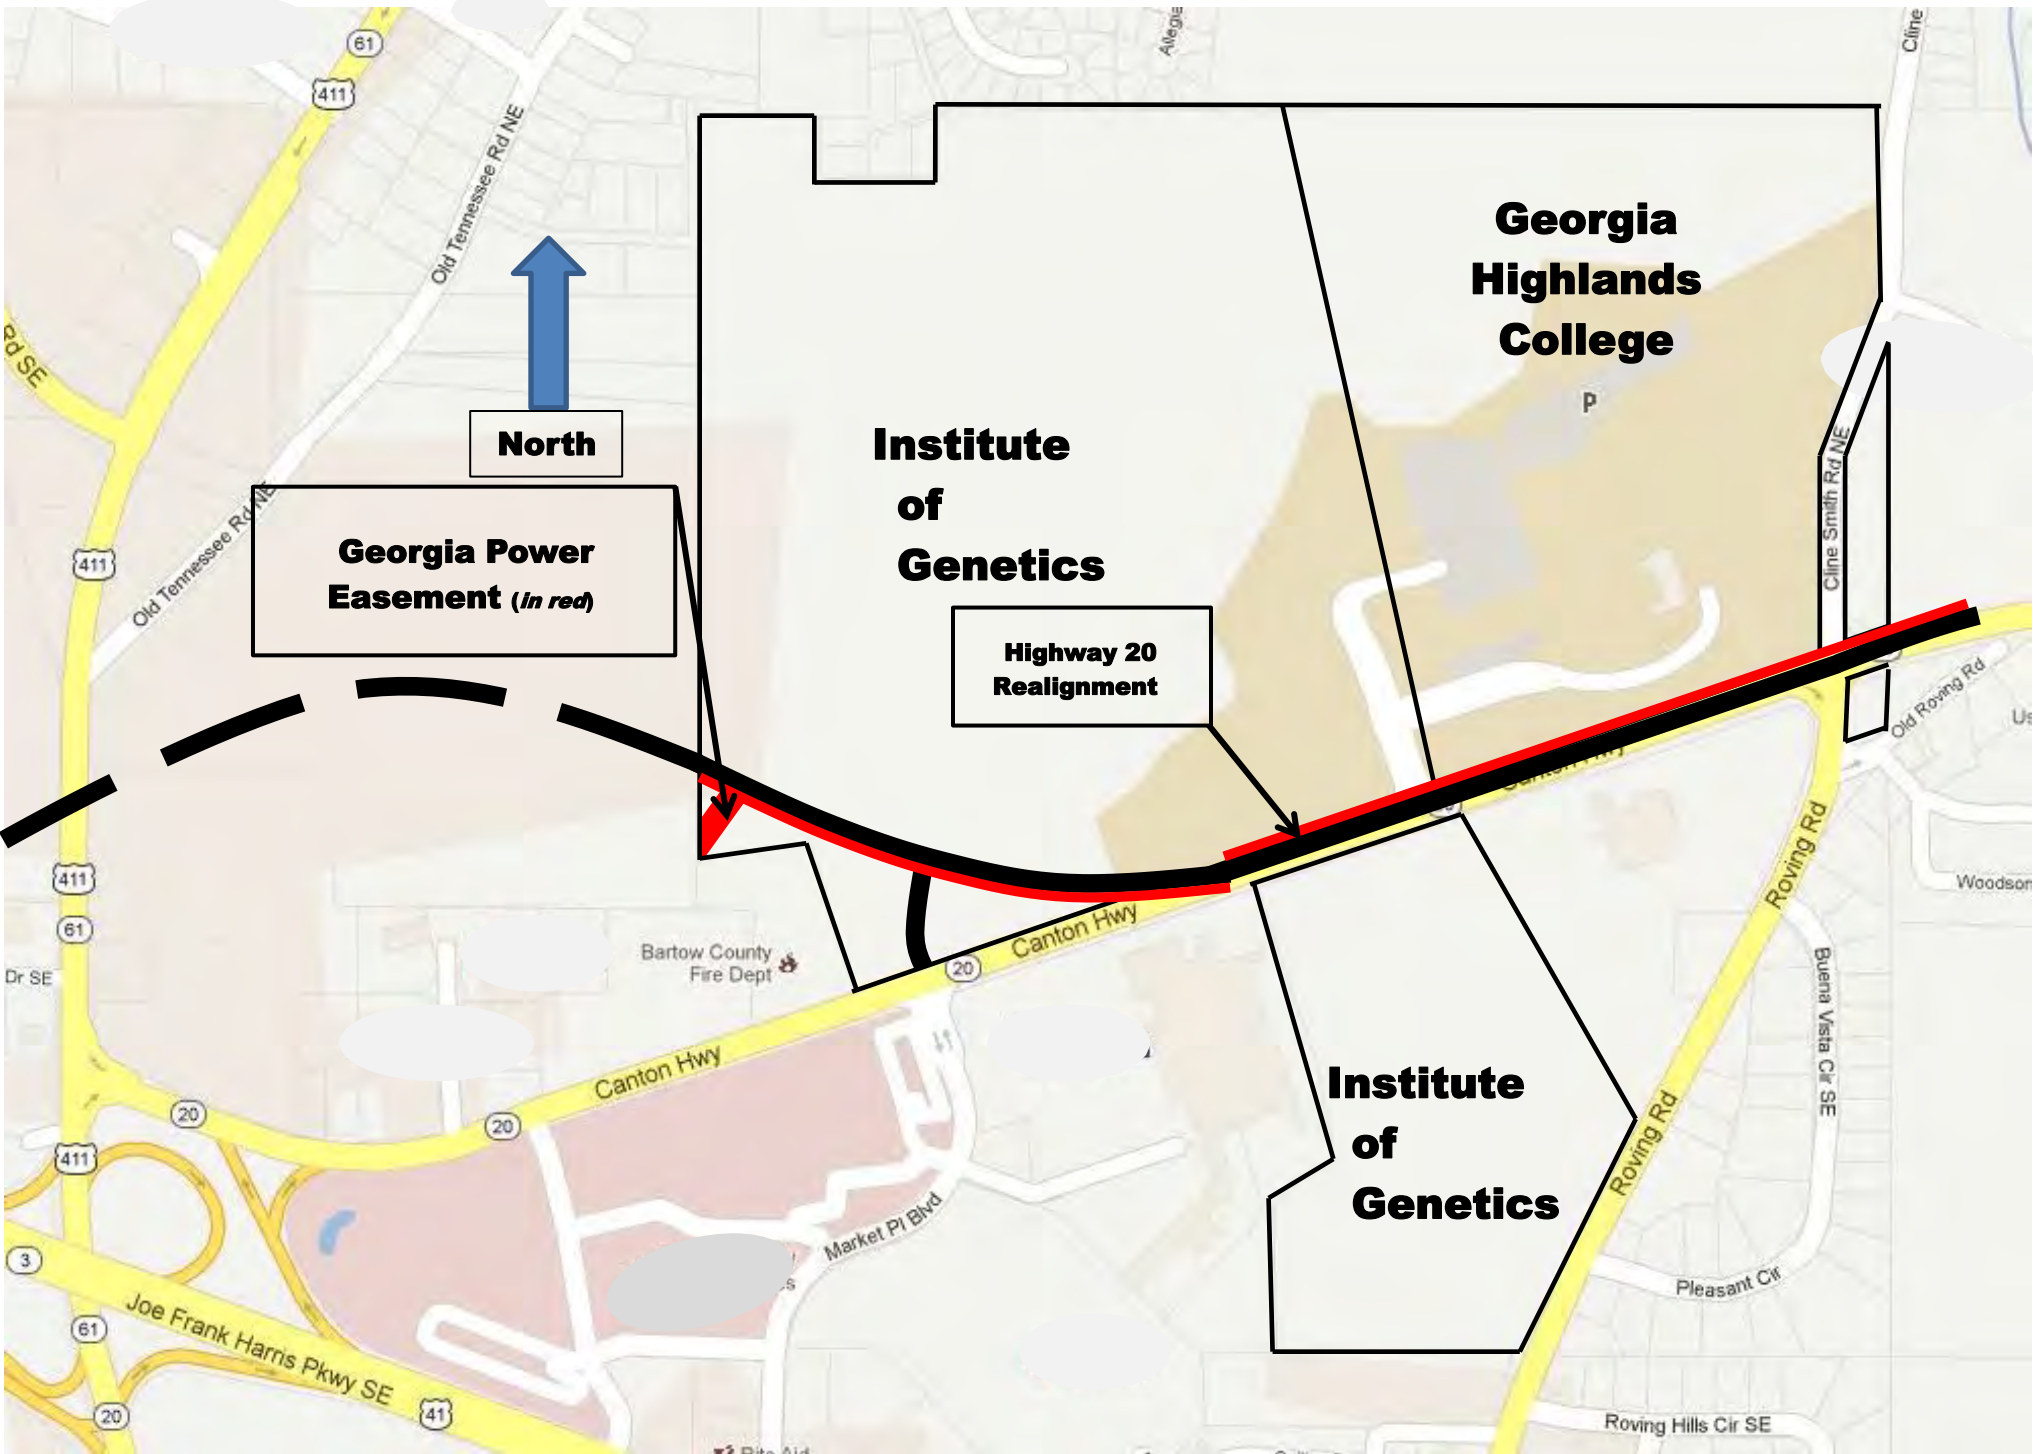 61
411
Allegia
Cline
Old Tennessee Rd NE
Georgia
Highlands
College
Rd SE
P
North
Institute
of
Genetics
Georgia Power
Easement (in red)
Old Tennessee Rd NE
411
Cline Smith Rd NE
Highway 20
Realignment
Old Roving Rd
Us
Canton Hwy
Roving Rd
411
61
Woodson
Bartow County
Fire Dept
20
Canton Hwy
Dr SE
Buena Vista Cir SE
Canton Hwy
20
20
Institute
of
Genetics
411
Roving Rd
Market Pl Blvd
3
s
Pleasant Cir
Joe Frank Harris Pkwy SE
61
41
20
Roving Hills Cir SE
Rite Aid